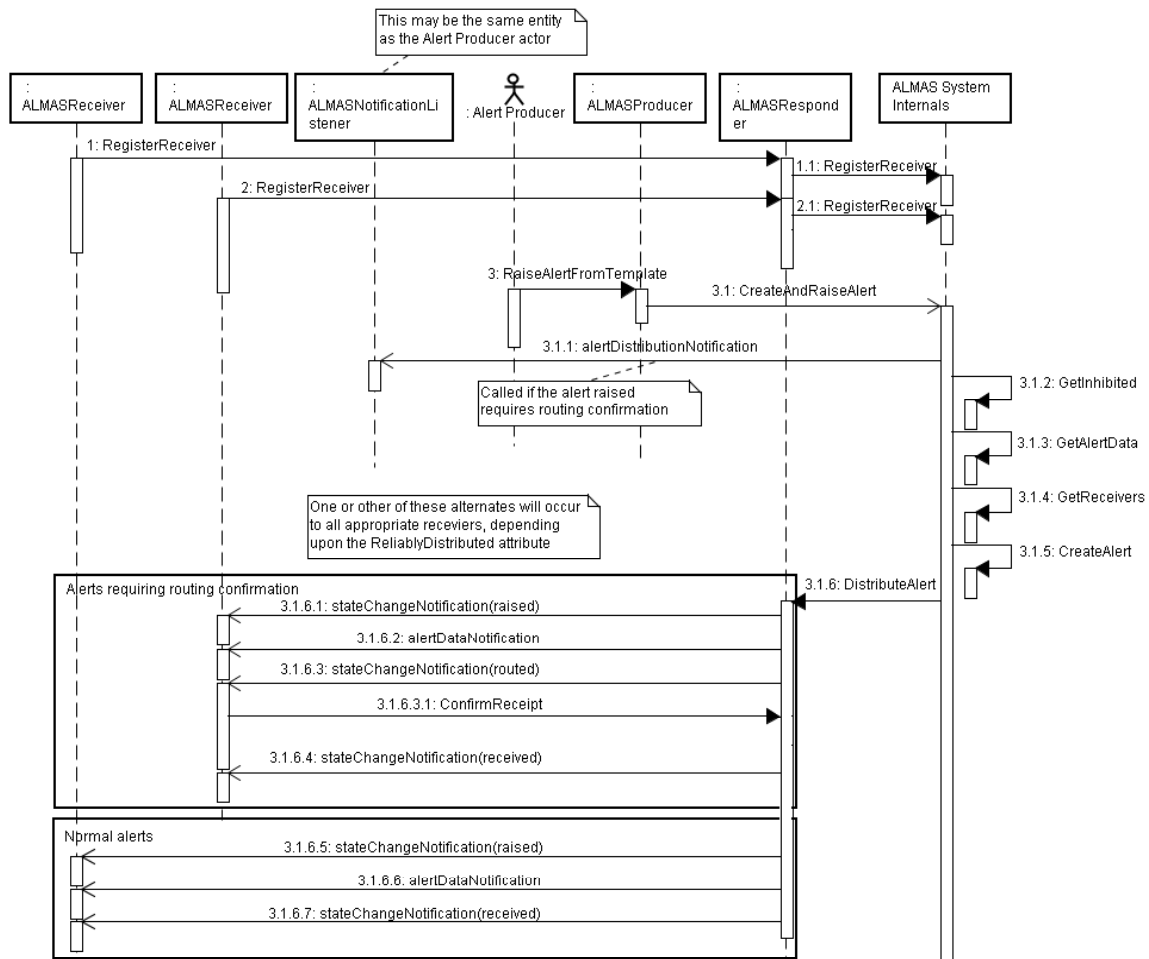 This may be the same entity
as the Alert Producer actor
:
ALMASReceiver
:
ALMASReceiver
:
ALMASNotificationLi
stener
: Alert Producer
:
ALMASProducer
:
ALMASRespond
er
ALMAS System
Internals
1: RegisterReceiver
1.1: RegisterReceiver
2: RegisterReceiver
2.1: RegisterReceiver
3: RaiseAlertFromTemplate
3.1: CreateAndRaiseAlert
3.1.1: alertDistributionNotification
Called if the alert raised
requires routing confirmation
3.1.2: GetInhibited
3.1.3: GetAlertData
3.1.4: GetReceivers
3.1.5: CreateAlert
One or other of these alternates will occur
to all appropriate receviers, depending
upon the ReliablyDistributed attribute
3.1.6: DistributeAlert
Alerts requiring routing confirmation
3.1.6.1: stateChangeNotification(raised)
3.1.6.2: alertDataNotification
3.1.6.3: stateChangeNotification(routed)
3.1.6.3.1: ConfirmReceipt
3.1.6.4: stateChangeNotification(received)
Normal alerts
3.1.6.5: stateChangeNotification(raised)
3.1.6.6: alertDataNotification
3.1.6.7: stateChangeNotification(received)